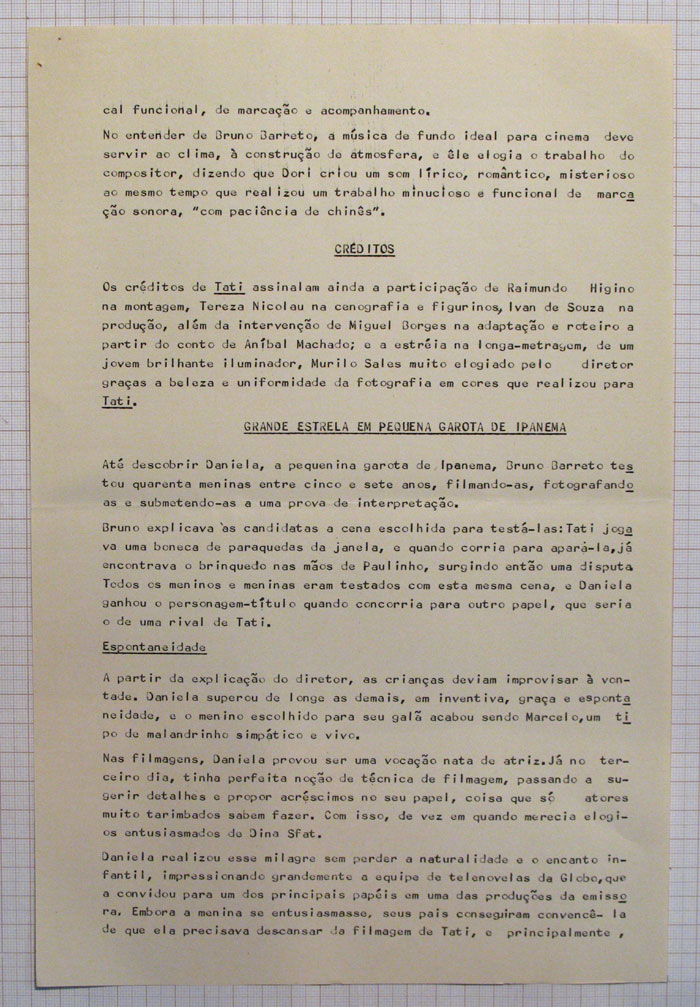 cal funcional, de marcação e acompanhamento.
No entender de Bruno Barreto, a música de fundo ideal para cinema deve
servir ao clima, à construção de atmosfera, e êle elogia o trabalho do
compositor, dizendo que Dori criou um som lírico, romântico, misterioso
ao mesmo tempo que realizou um trabalho minucioso e funcional de marca
ção sonora, "com paciência de chinês".
CRÉDITOS
Os créditos de Tati assinalam ainda a participação de Raimundo Higino
na montagem, Tereza Nicolau na cenografia e figurinos, Ivan de Souza na
produção, além da intervenção de Miguel Borges na adaptação e roteiro a
partir do conto de Aníbal Machado; e a estréia na longa-metragem, de um
jovem brilhante iluminador, Murilo Sales muito elogiado pelo diretor
graças a beleza e uniformidade da fotografia em cores que realizou para
Tati.
GRANDE ESTRELA EM PEQUENA GAROTA DE IPANEMA
Até descobrir Daniela, a pequenina garota de Ipanema, Bruno Barreto tes
tou quarenta meninas entre cinco e sete anos, filmando-as, fotografando
as e submetendo-as a uma prova de interpretação.
Bruno explicava às candidatas a cena escolhida para testá-las:Tati joga
va uma boneca de paraquedas da janela, e quando corria para apará-la,já
encontrava o brinquedo nas mãos de Paulinho, surgindo então uma disputa.
Todos os meninos e meninas eram testados com esta mesma cena, e Daniela
ganhou o personagem-título quando concorria para outro papel, que seria
o de uma rival de Tati.
Espontaneidade
A partir da explicação do diretor, as crianças deviam improvisar à von-
tade. Daniela superou de longe as demais, em inventiva, graça e esponta
neidade, e o menino escolhido para seu galã acabou sendo Marcelo,um ti
po de malandrinho simpático e vivo.
Nas filmagens, Daniela provou ser uma vocação nata de atriz.Já no ter-
ceiro dia, tinha perfeita noção de técnica de filmagem, passando a su-
gerir detalhes e propor acréscimos no seu papel, coisa que só atores
muito tarimbados sabem fazer. Com isso, de vez em quando merecia elogi-
os entusiasmados de Dina Sfat.
Daniela realizou esse milagre sem perder a naturalidade e o encanto in-
fantil, impressionando grandemente a equipe de telenovelas da Globo,que
a convidou para um dos principais papéis em uma das produções da emisso
ra. Embora a menina se entusiasmasse, seus pais conseguiram convencê- la
de que ela precisava descansar da filmagem de Tati, e principalmente ,